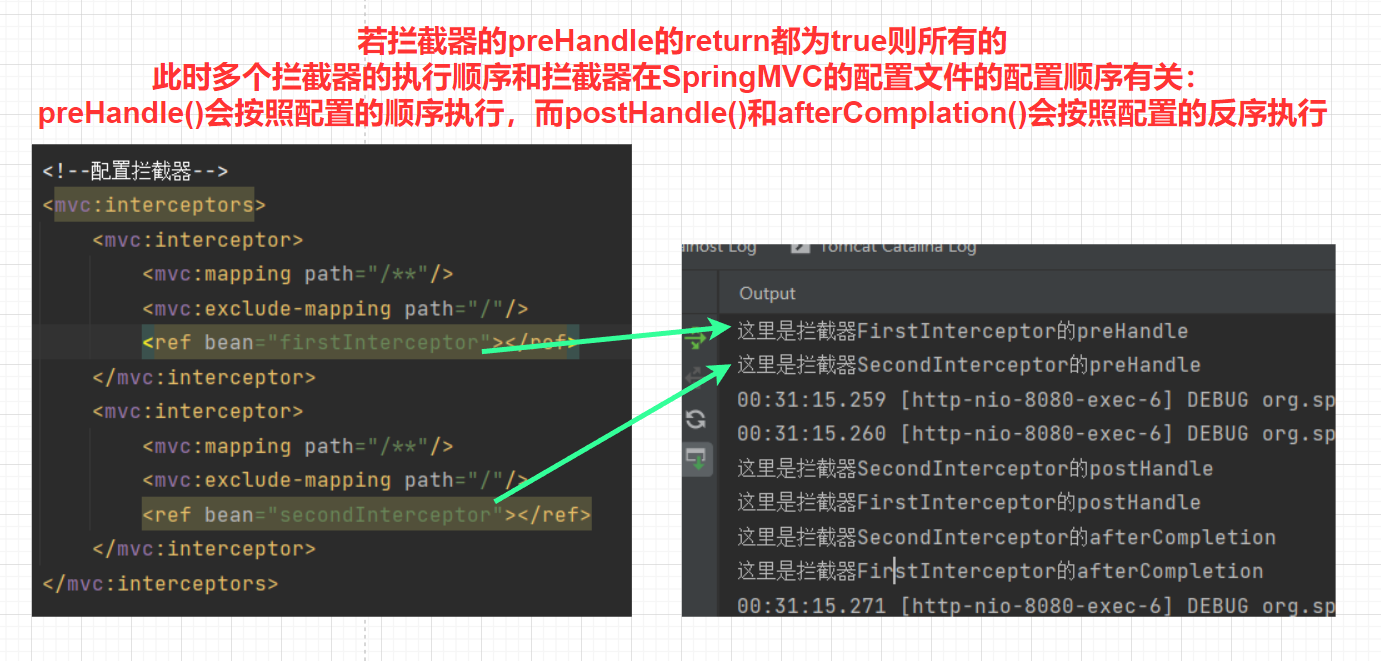 若拦截器的preHandle的return都为true则所有的
此时多个拦截器的执行顺序和拦截器在SpringMVC的配置文件的配置顺序有关：
preHandle()会按照配置的顺序执行，而postHandle()和afterComplation()会按照配置的反序执行
<!--配置拦截器-->
<mvc:interceptors>
<mvc:interceptor>
<mvc:mapping path="/**"/>
<mvc:exclude-mapping path="/"/>
<ref bean="firstInterceptor"></ref>
</mvc:interceptor>
<mvc:interceptor>
<mvc:mapping path="/**"/>
<mvc:exclude-mapping path="/"/>
<ref bean="secondInterceptor"></ref>
</mvc:interceptor>
</mvc:interceptors>
Log Tomcat Catalina Log
Output
这里是拦截器FirstInterceptor的preHandle
这里是拦截器SecondInterceptor的preHandle
00:31:15.259 [http-nio-8080-exec-6] DEBUG org.sp
00:31:15.260 [http-nio-8080-exec-6] DEBUG org.sp
这里是拦截器SecondInterceptor的postHandle
这里是拦截器FirstInterceptor的postHandle
这里是拦截器SecondInterceptor的afterCompletion
这里是拦截器FirstInterceptor的afterCompletion
00:31:15.271 [http-nio-8080-exec-6] DEBUG org.sp